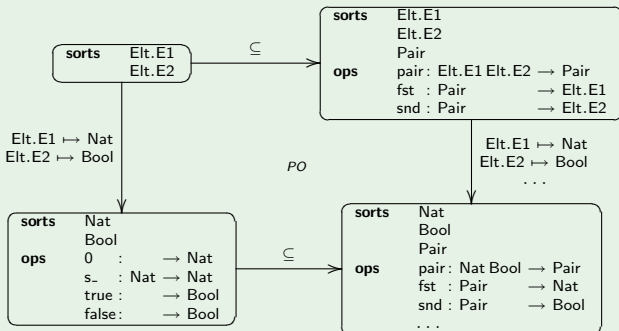 sorts Elt.E1
Elt.E2
⊆
sorts Elt.E1
Elt.E2
Pair
ops pair : Elt.E1 Elt.E2 → Pair
fst : Pair → Elt.E1
snd : Pair → Elt.E2
Elt.E1 ↦ Nat
Elt.E2 ↦ Bool
PO
Elt.E1 ↦ Nat
Elt.E2 ↦ Bool
...
sorts Nat
Bool
ops 0 : → Nat
s_ : Nat → Nat
true : → Bool
false : → Bool
⊆
sorts Nat
Bool
Pair
ops pair : Nat Bool → Pair
fst : Pair → Nat
snd : Pair → Bool
...